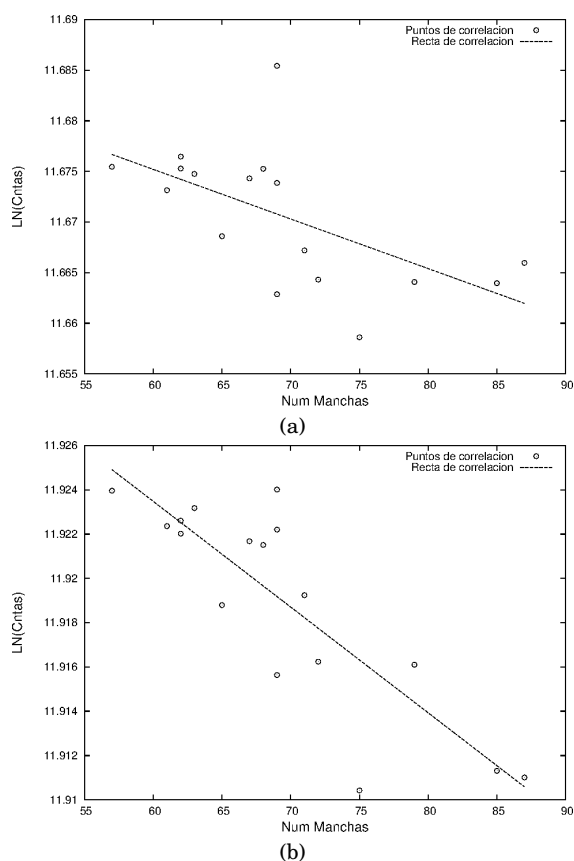 11.69
11.685
11.68
11.675
11.67
11.665
11.66
11.655
LN(Cntas)
Puntos de correlacion
Recta de correlacion
55 60 65 70 75 80 85 90
Num Manchas
(a)
11.926
11.924
11.922
11.92
11.918
11.916
11.914
11.912
11.91
LN(Cntas)
Puntos de correlacion
Recta de correlacion
55 60 65 70 75 80 85 90
Num Manchas
(b)